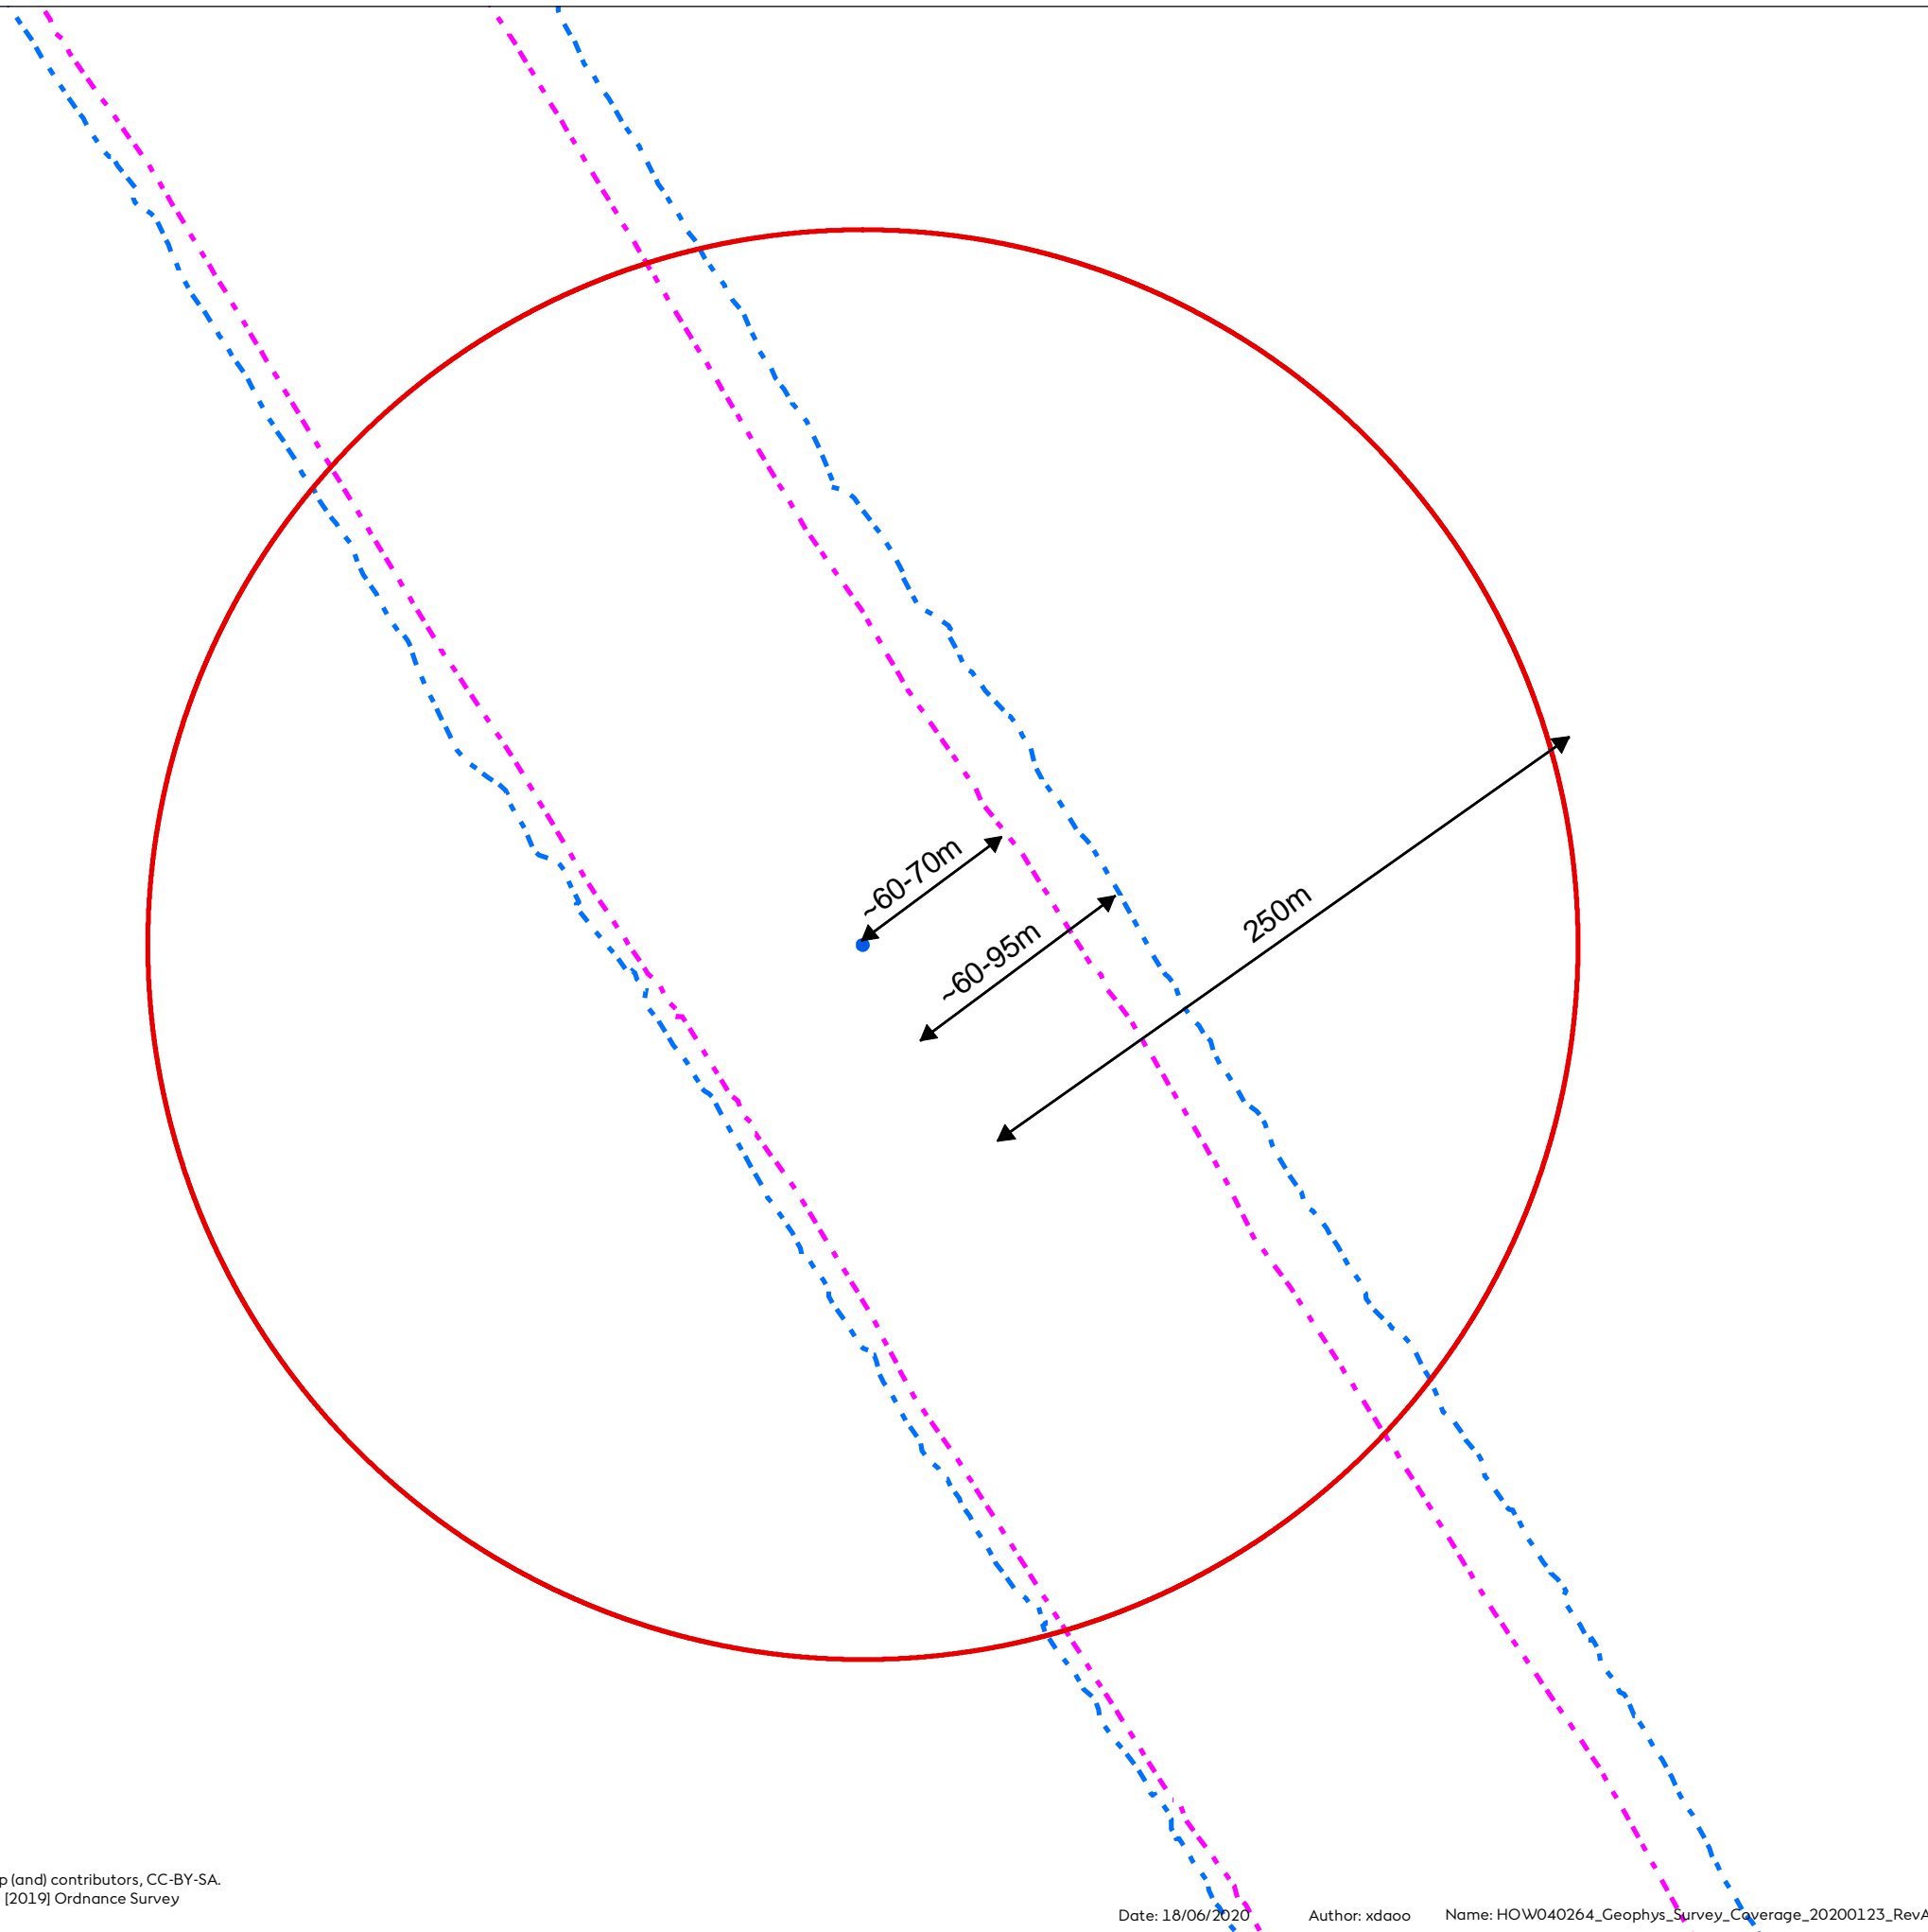 ~60-70m
~60-95m
250m
p (and) contributors, CC-BY-SA.
[2019] Ordnance Survey
Date: 18/06/2020 Author: xdaoo Name: HOW040264_Geophys_Survey_Coverage_20200123_RevA